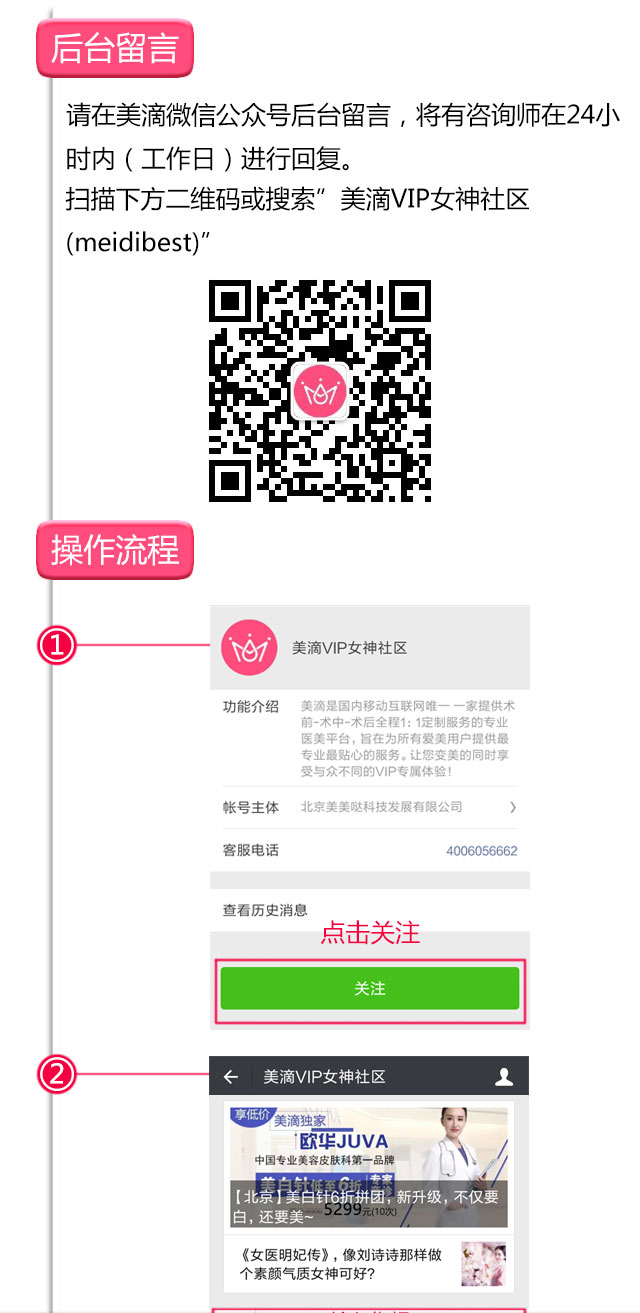 后台留言
请在美滴微信公众号后台留言，将有咨询师在24小
时内（工作日）进行回复。
扫描下方二维码或搜索”美滴VIP女神社区
(meidibest)”
操作流程
1
美滴VIP女神社区
功能介绍
美滴是国内移动互联网唯一 一家提供术
前-术中-术后全程1：1定制服务的专业
医美平台，旨在为所有爱美用户提供最
专业最贴心的服务。让您变美的同时享
受与众不同的VIP专属体验！
帐号主体 北京美美哒科技发展有限公司
客服电话 4006056662
查看历史消息
点击关注
关注
2
美滴VIP女神社区
享低价
美滴独家
欧华JUVA
中国专业美容皮肤科第一品牌
美白针低至6折
专家
【北京】美白针6折拼团，新升级，不仅要
白，还要美~
5299元(10次)
《女医明妃传》，像刘诗诗那样做
个素颜气质女神可好?